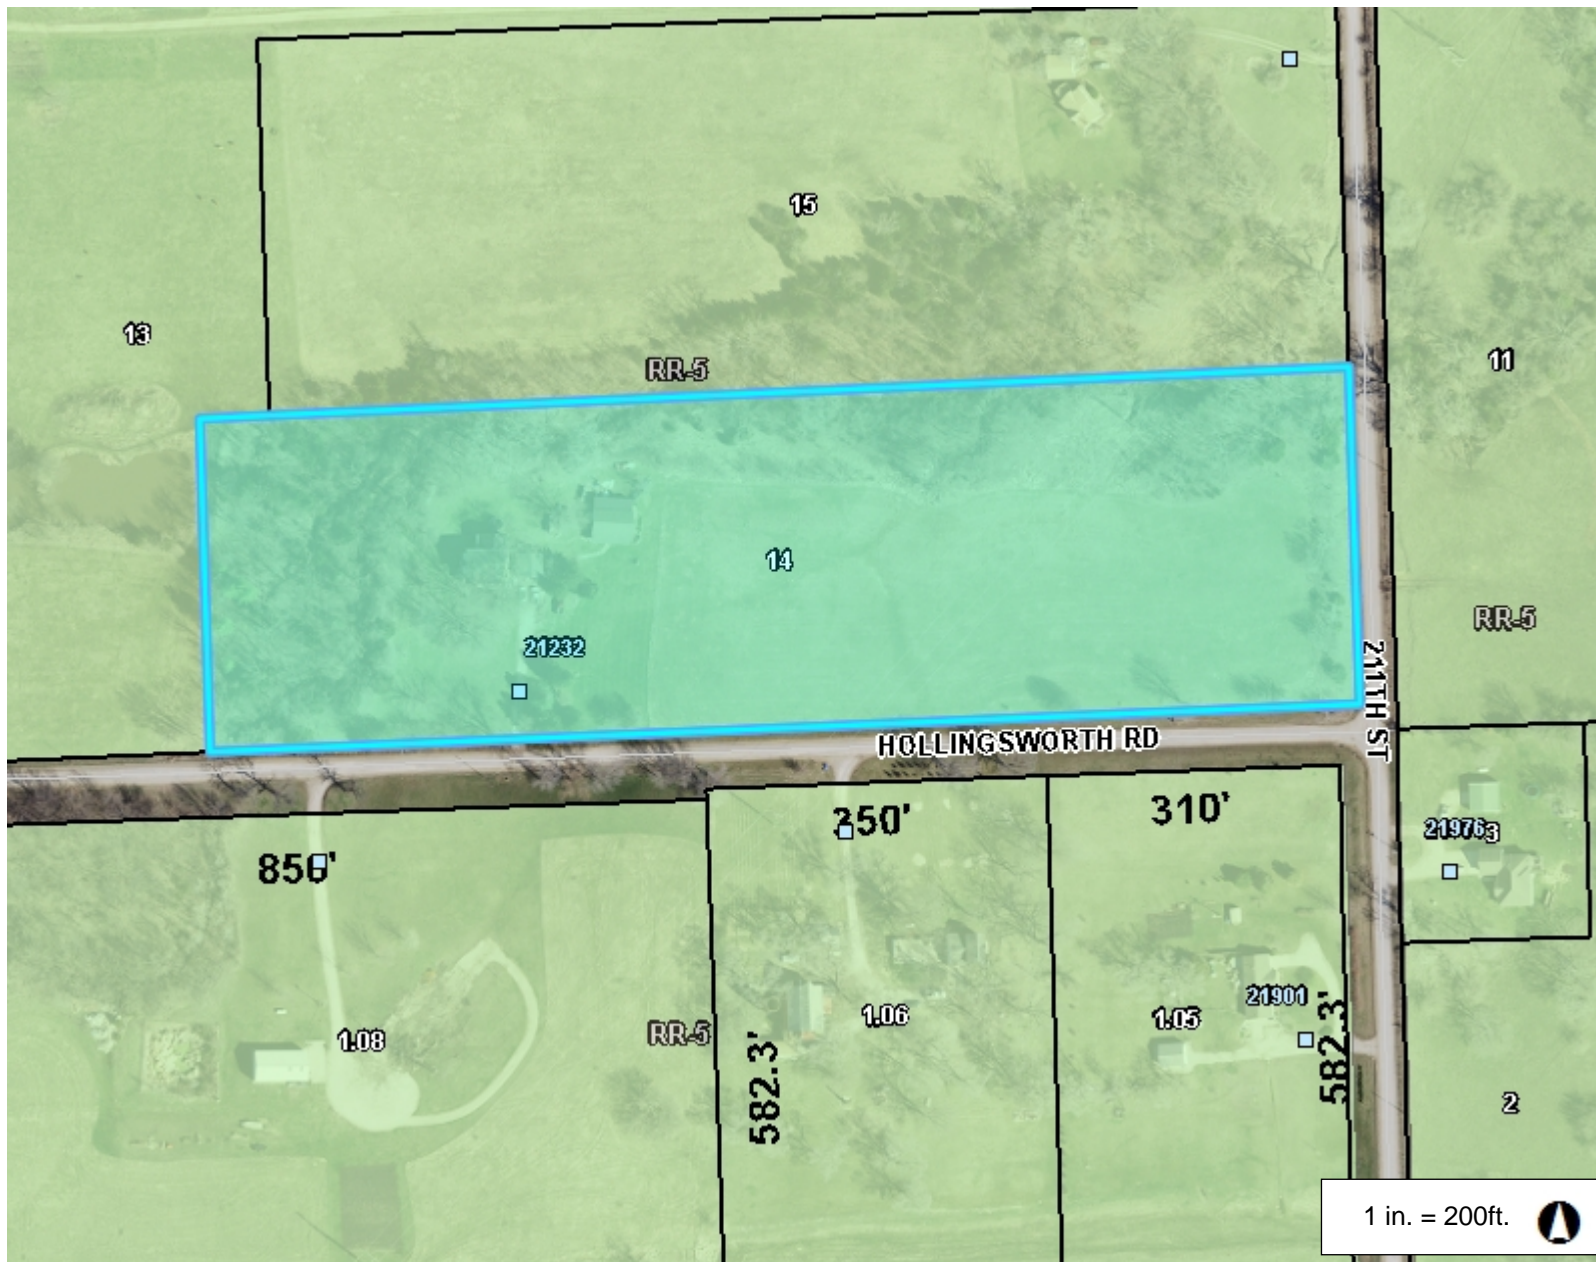 15
13
RR-5
11
14
RR-5
21232
211TH ST
HOLLINGSWORTH RD
850'
350'
310'
21976
3
1.08
RR-5
582.3'
1.06
1.05
21901
582.3'
2
1 in. = 200ft.